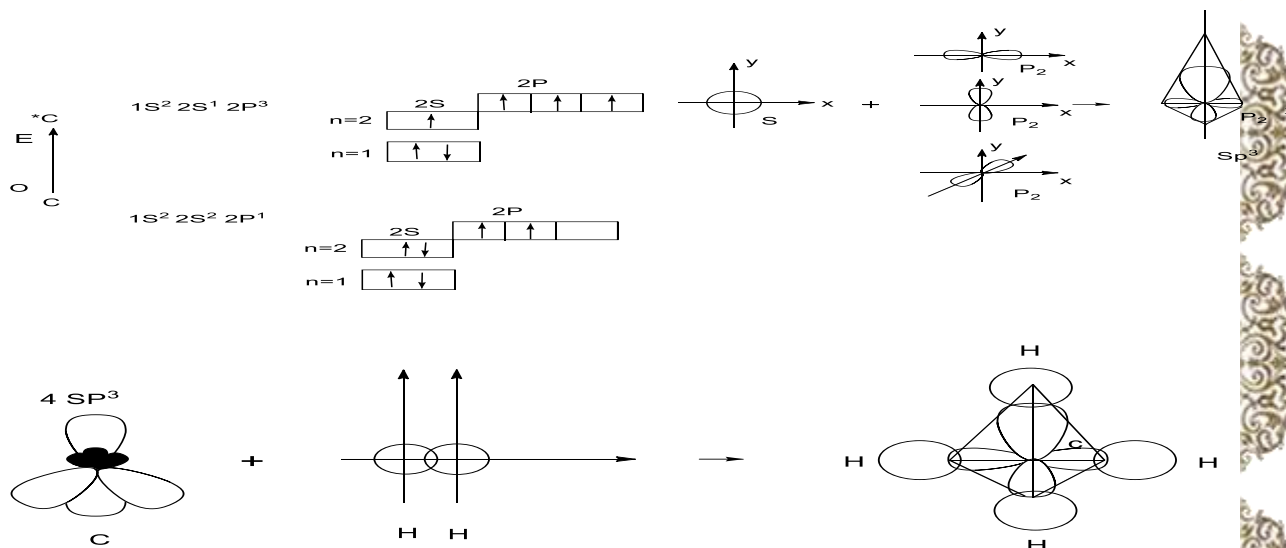 1S² 2S¹ 2P³
*C
E
O
C
2S
2P
n=2
n=1
1S² 2S² 2P¹
2S
2P
n=2
n=1
y
x
S
+
y
P₂
x
y
P₂
x
y
P₂
x
P₂
Sp³
4 SP³
C
+
H H
H
H
C
H
H